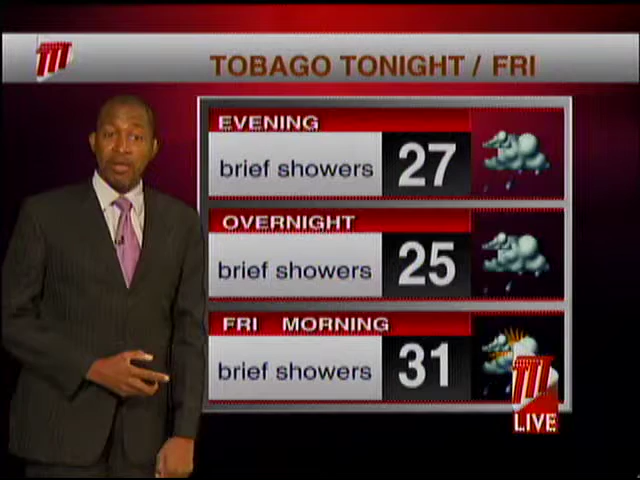 TOBAGO TONIGHT / FRI
EVENING
brief showers
27
OVERNIGHT
brief showers
25
FRI MORNING
brief showers
31
LIVE